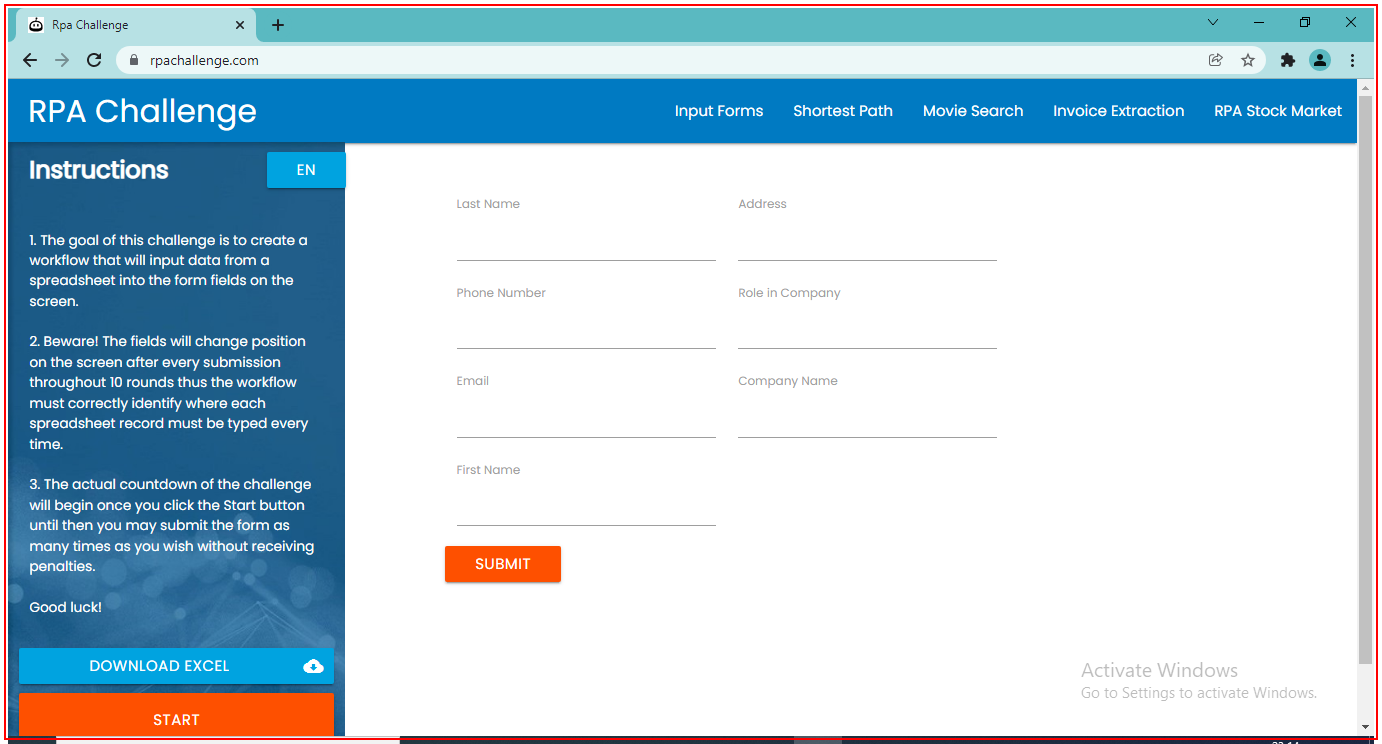 Rpa Challenge
rpachallenge.com
RPA Challenge
Input Forms
Shortest Path
Movie Search
Invoice Extraction
RPA Stock Market
Instructions
EN
1. The goal of this challenge is to create a
workflow that will input data from a
spreadsheet into the form fields on the
screen.
2. Beware! The fields will change position
on the screen after every submission
throughout 10 rounds thus the workflow
must correctly identify where each
spreadsheet record must be typed every
time.
3. The actual countdown of the challenge
will begin once you click the Start button
until then you may submit the form as
many times as you wish without receiving
penalties.
Good luck!
DOWNLOAD EXCEL
START
Last Name
Address
Phone Number
Role in Company
Email
Company Name
First Name
SUBMIT
Activate Windows
Go to Settings to activate Windows.